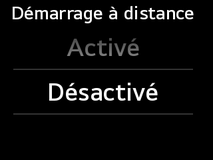 Démarrage à distance
Activé
Désactivé